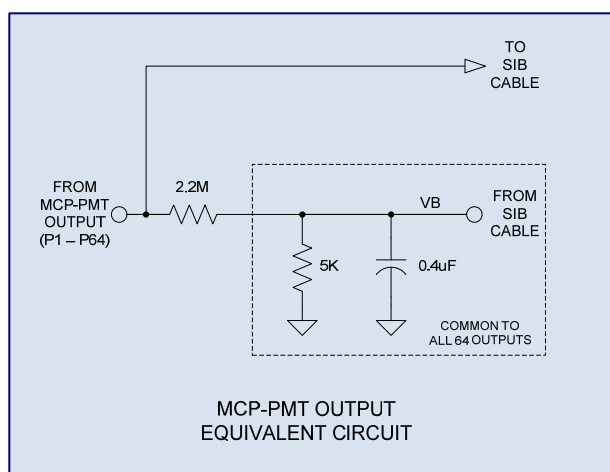 TO
SIB
CABLE
FROM
MCP-PMT
OUTPUT
(P1 – P64)
2.2M
VB
FROM
SIB
CABLE
5K
0.4uF
COMMON TO
ALL 64 OUTPUTS
MCP-PMT OUTPUT
EQUIVALENT CIRCUIT